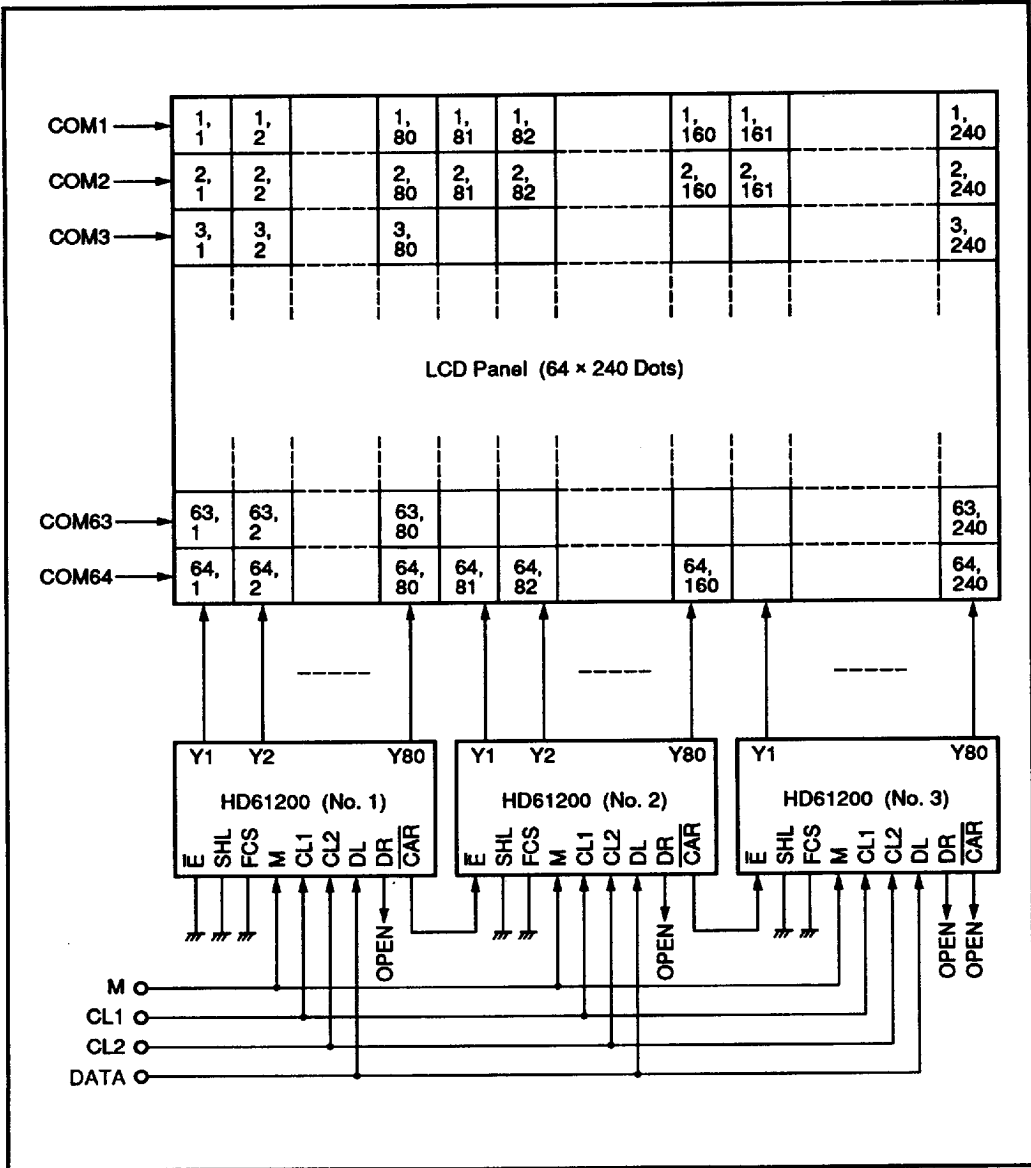 COM1 1, 1 1, 2 1, 80 1, 81 1, 82 1, 160 1, 161 1, 240
COM2 2, 1 2, 2 2, 80 2, 81 2, 82 2, 160 2, 161 2, 240
COM3 3, 1 3, 2 3, 80 3, 240
LCD Panel (64 × 240 Dots)
COM63 63, 1 63, 2 63, 80 63, 240
COM64 64, 1 64, 2 64, 80 64, 81 64, 82 64, 160 64, 240
Y1 Y2 Y80 Y1 Y2 Y80 Y1 Y80
HD61200 (No. 1) HD61200 (No. 2) HD61200 (No. 3)
E̅ SHL FCS M CL1 CL2 DL DR C̅A̅R̅ E̅ SHL FCS M CL1 CL2 DL DR C̅A̅R̅ E̅ SHL FCS M CL1 CL2 DL DR C̅A̅R̅
OPEN OPEN OPEN OPEN
M
CL1
CL2
DATA